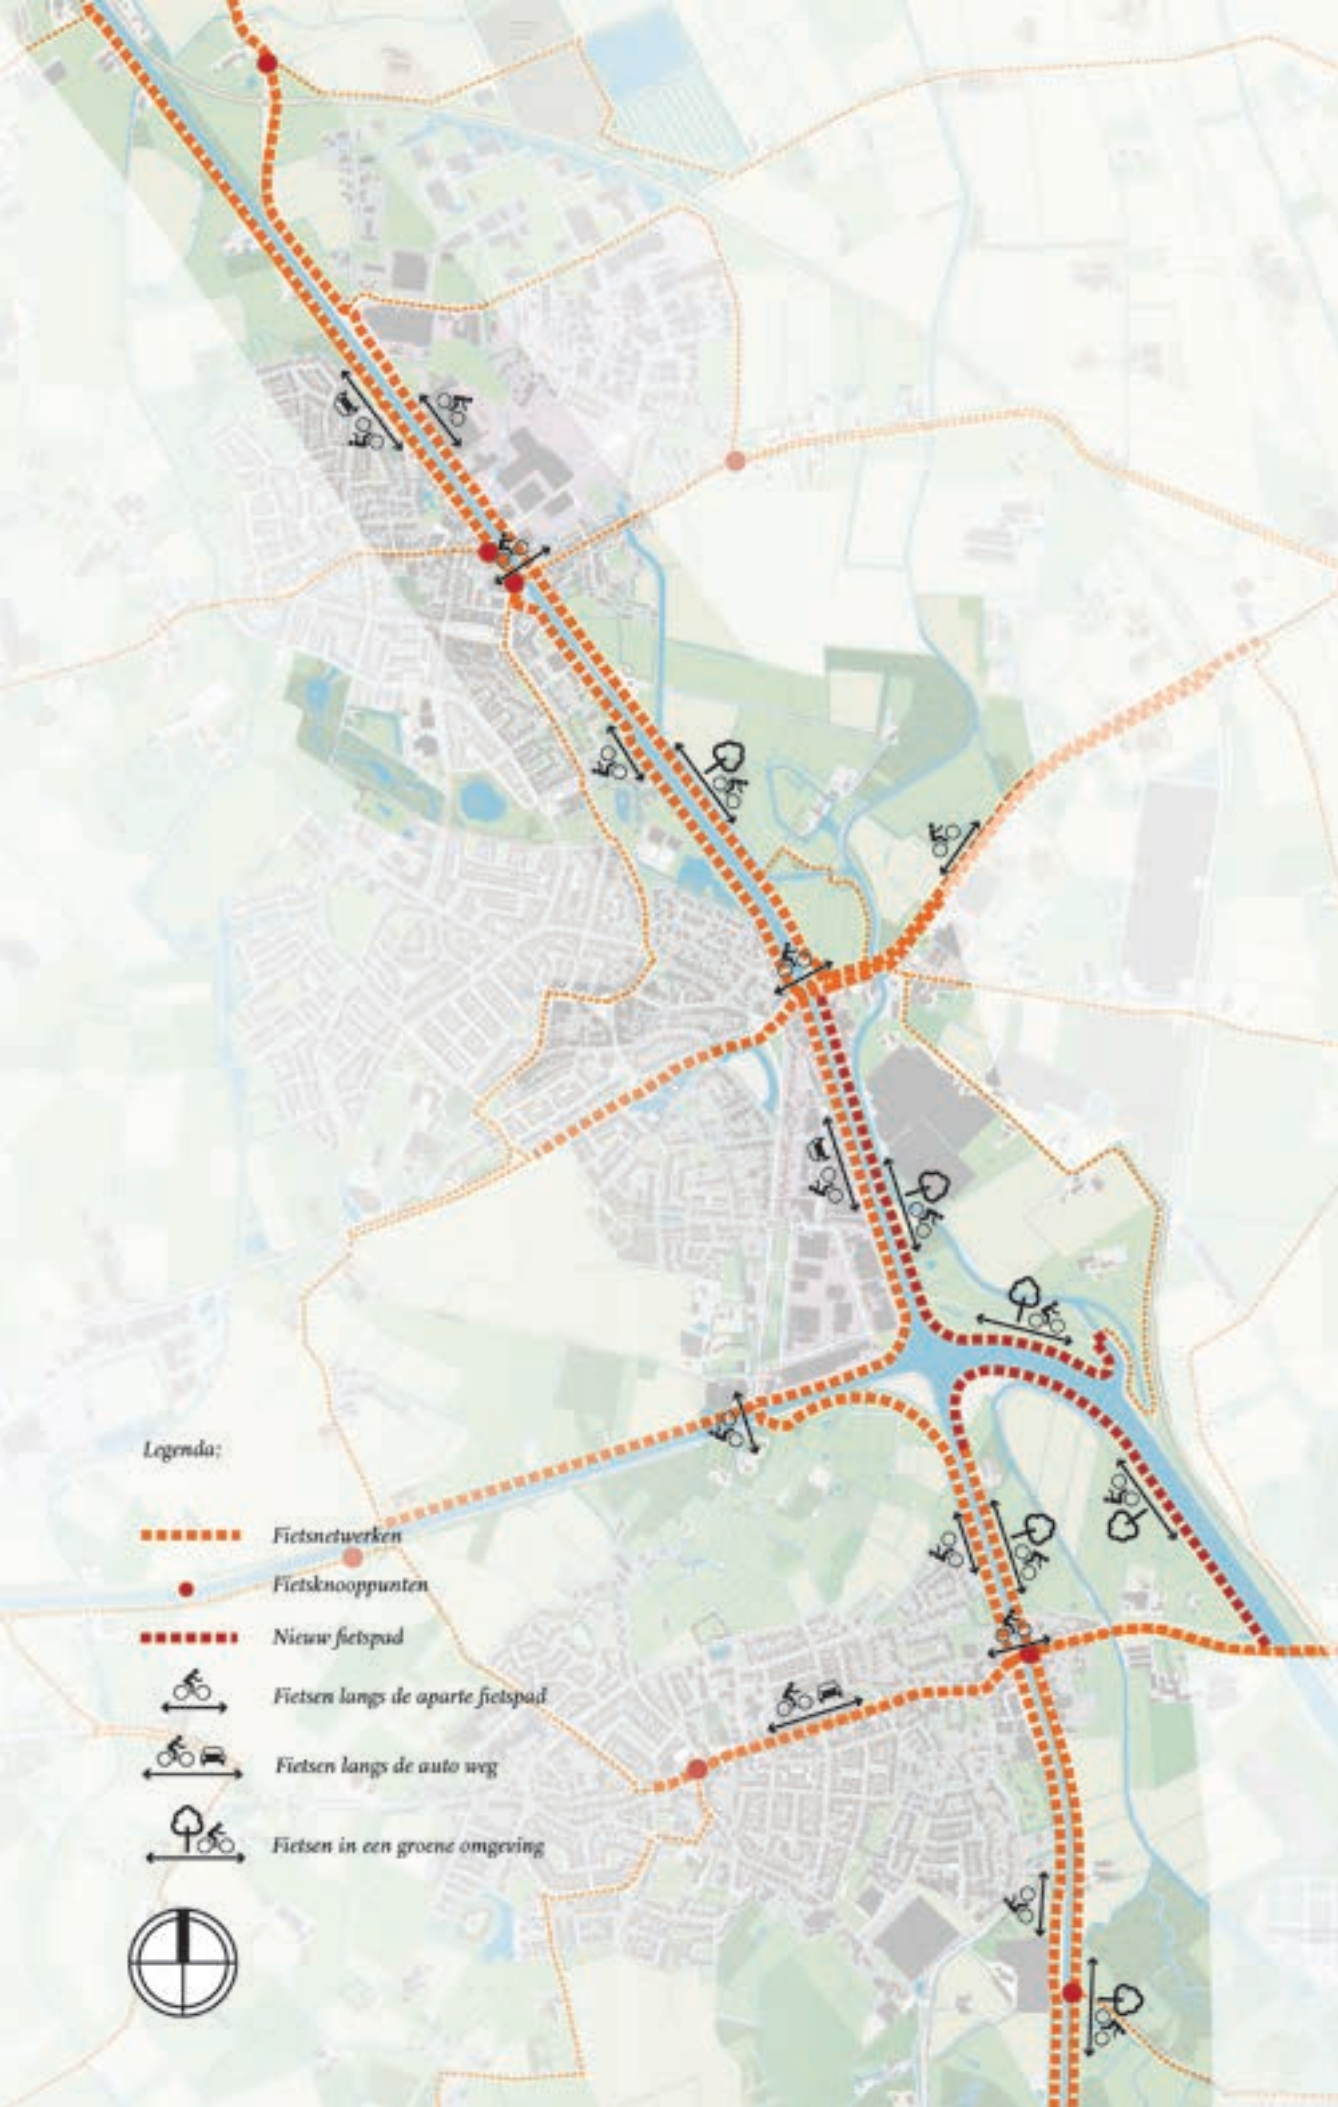 Legenda:
Fietsnetwerken
Fietsknooppunten
Nieuw fietspad
Fietsen langs de aparte fietspad
Fietsen langs de auto weg
Fietsen in een groene omgeving